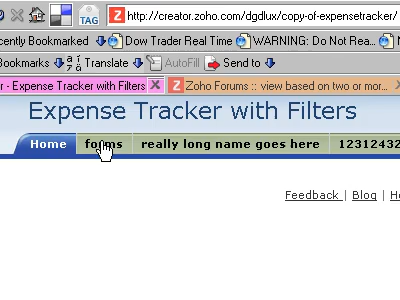 TAG Z http://creator.zoho.com/dgdlux/copy-of-expensetracker/
cently Bookmarked Dow Trader Real Time WARNING: Do Not Rea...
Bookmarks Translate AutoFill Send to
r - Expense Tracker with Filters Zoho Forums :: view based on two or mor...
Expense Tracker with Filters
Home forms really long name goes here 12312432
Feedback | Blog | H